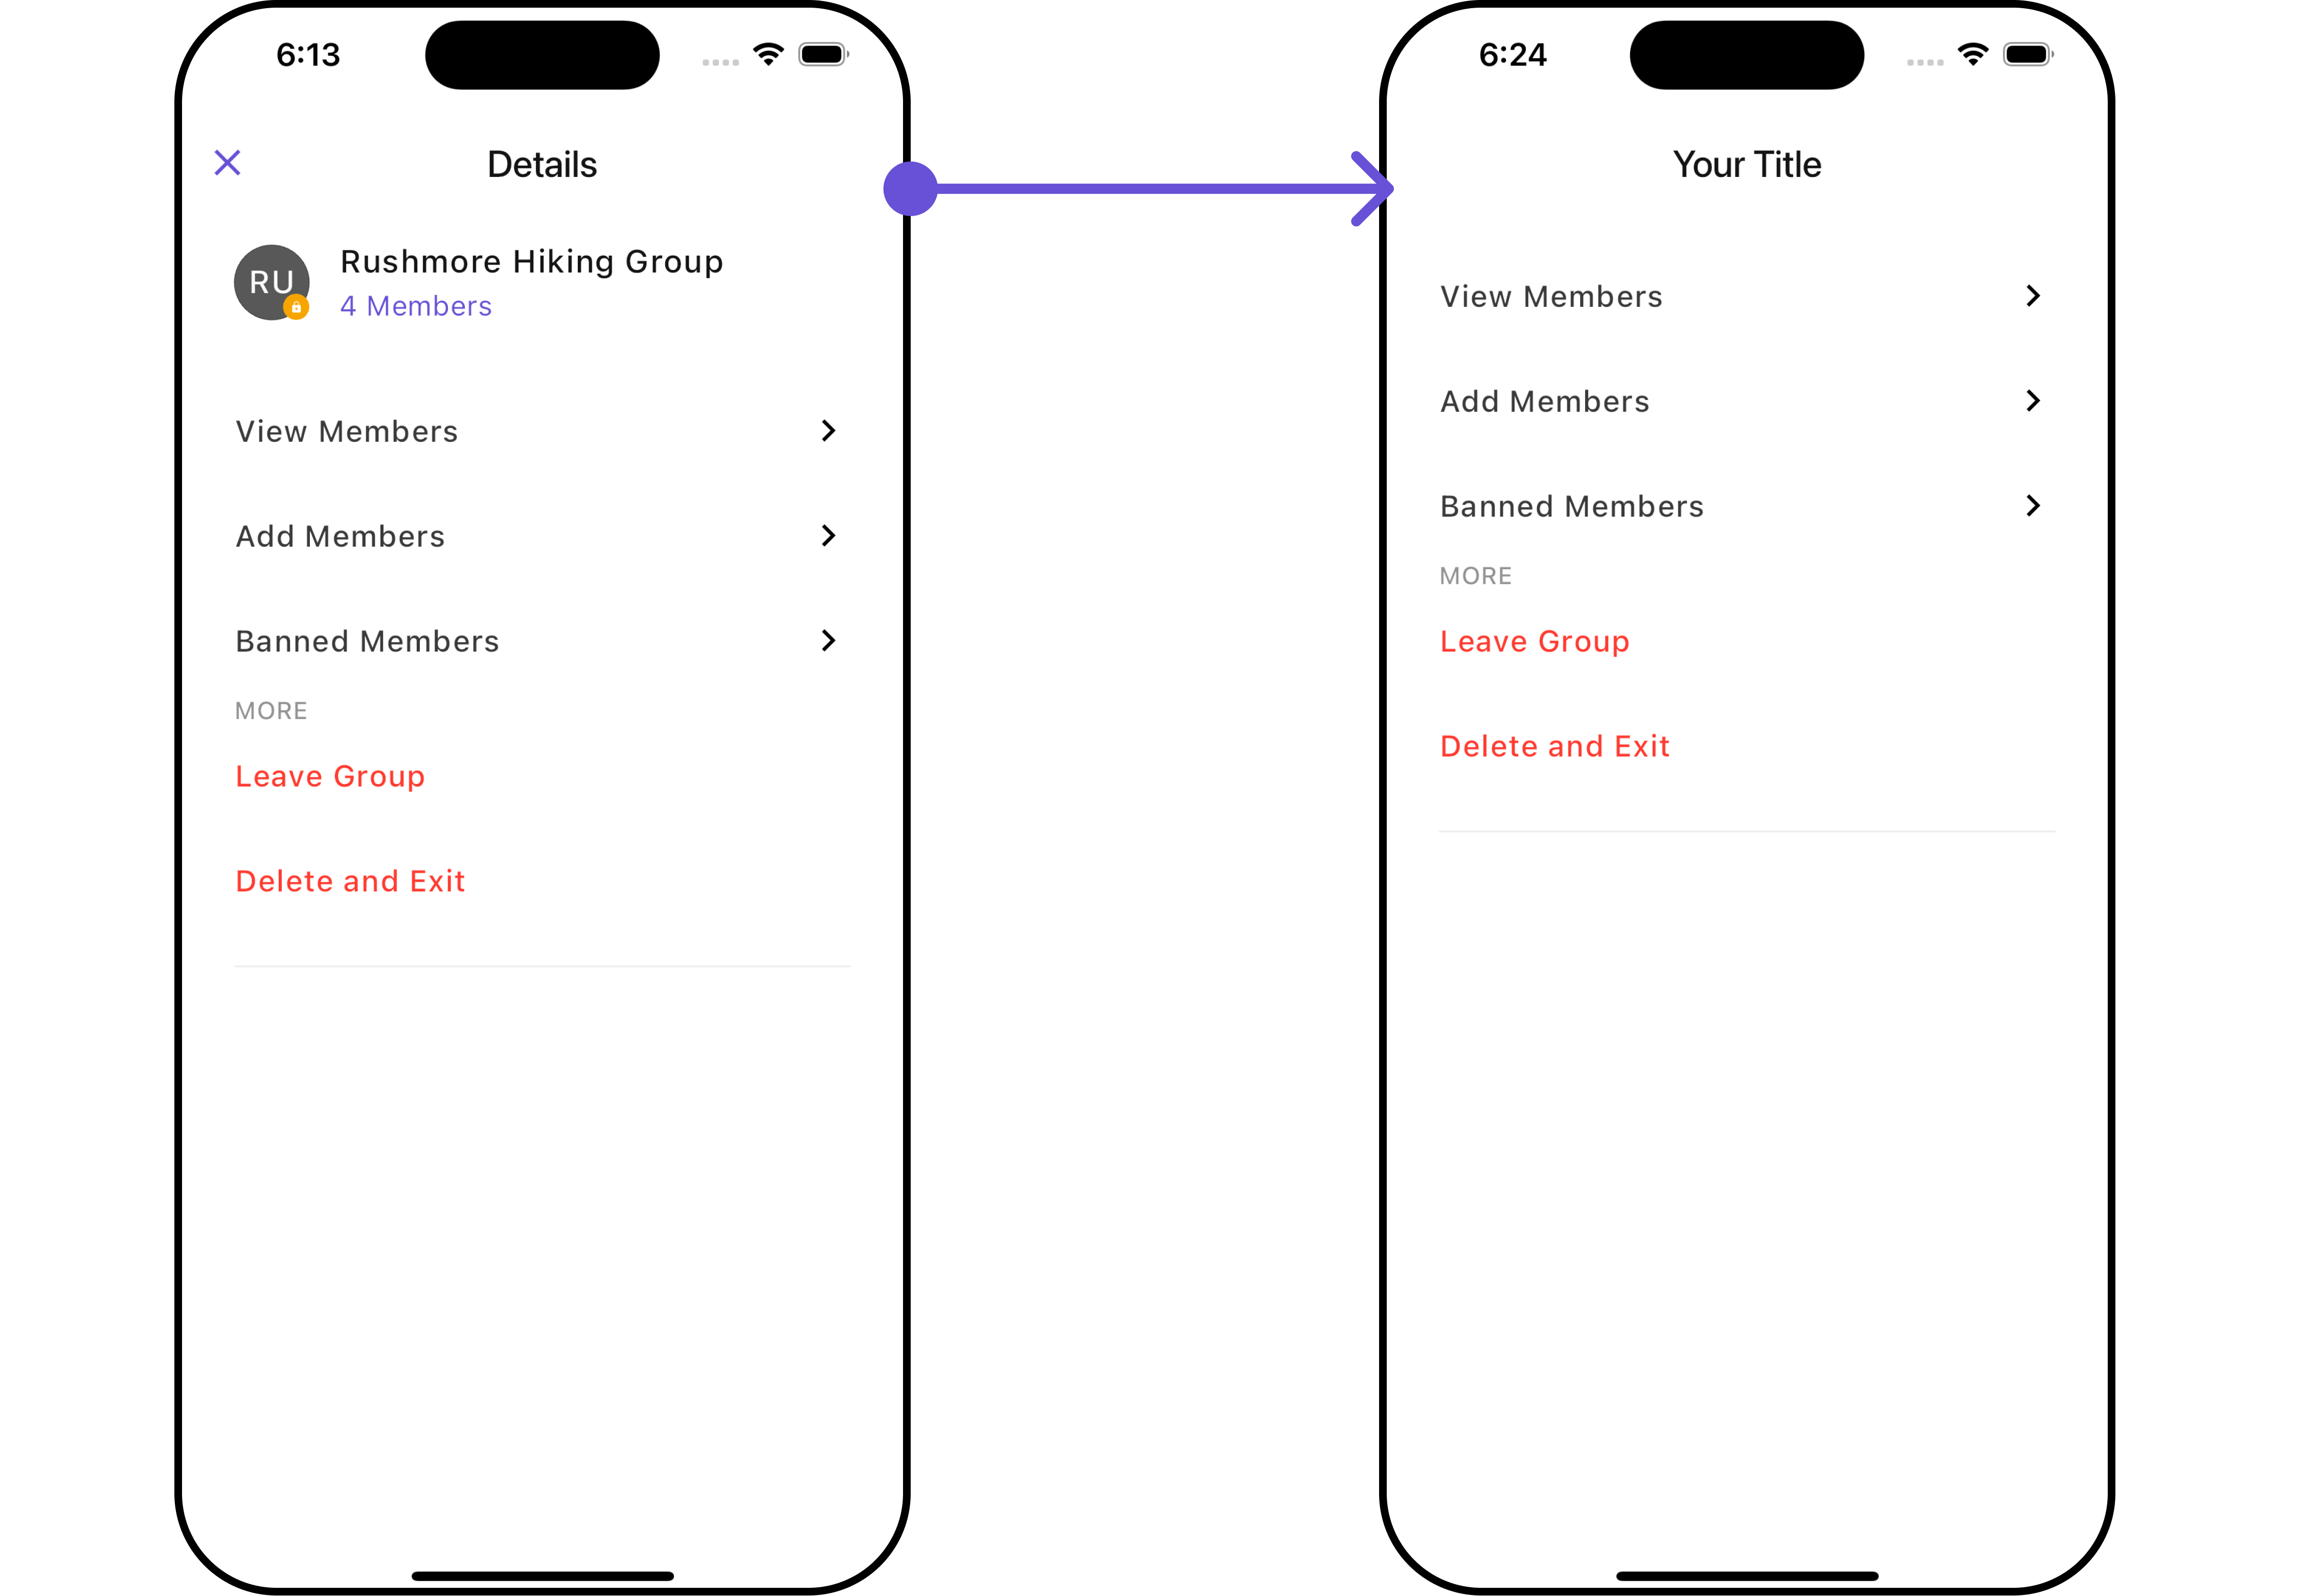 6:13
Details
RU
Rushmore Hiking Group
4 Members
View Members
Add Members
Banned Members
MORE
Leave Group
Delete and Exit
6:24
Your Title
View Members
Add Members
Banned Members
MORE
Leave Group
Delete and Exit